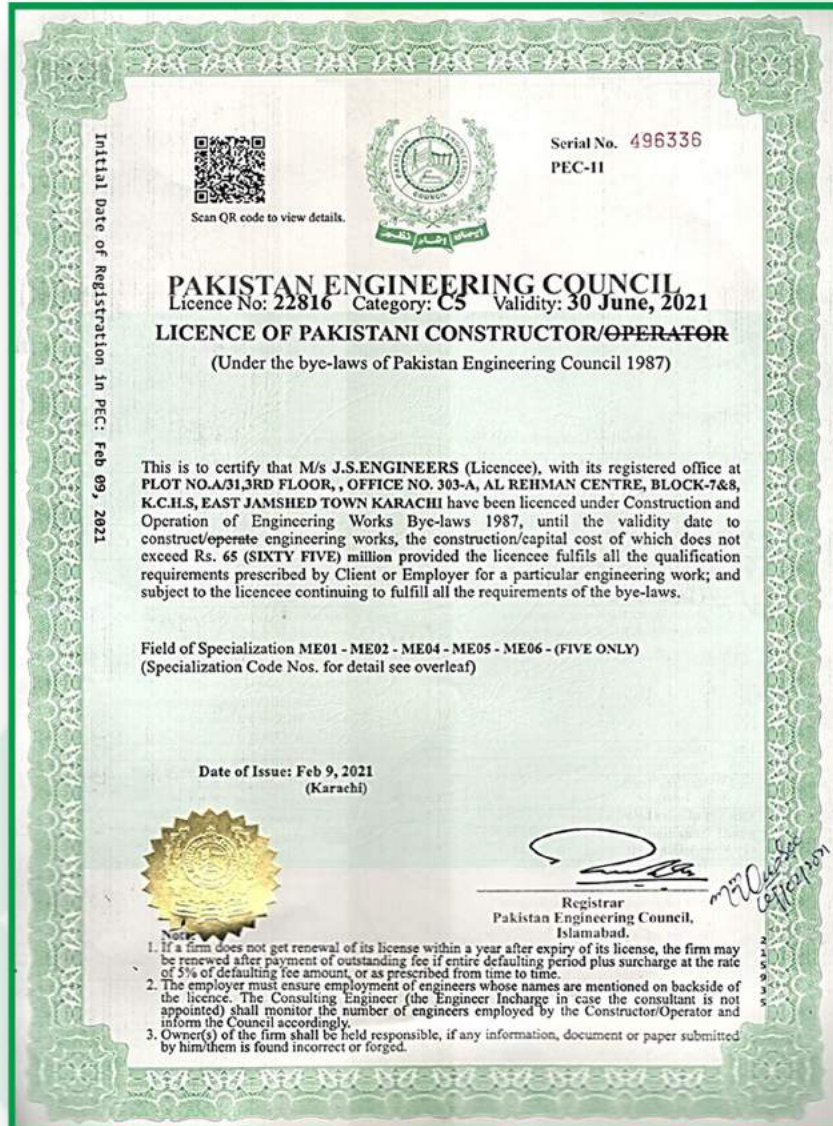 Initial Date of Registration in PEC: Feb 09, 2021
Scan QR code to view details.
Serial No. 496336
PEC-11
PAKISTAN ENGINEERING COUNCIL
ایمان اتحاد نظم
PAKISTAN ENGINEERING COUNCIL
Licence No: 22816 Category: C5 Validity: 30 June, 2021
LICENCE OF PAKISTANI CONSTRUCTOR/OPERATOR
(Under the bye-laws of Pakistan Engineering Council 1987)
This is to certify that M/s J.S.ENGINEERS (Licencee), with its registered office at
PLOT NO.A/31,3RD FLOOR, , OFFICE NO. 303-A, AL REHMAN CENTRE, BLOCK-7&8,
K.C.H.S, EAST JAMSHED TOWN KARACHI have been licenced under Construction and
Operation of Engineering Works Bye-laws 1987, until the validity date to
construct/operate engineering works, the construction/capital cost of which does not
exceed Rs. 65 (SIXTY FIVE) million provided the licencee fulfils all the qualification
requirements prescribed by Client or Employer for a particular engineering work; and
subject to the licencee continuing to fulfill all the requirements of the bye-laws.
Field of Specialization ME01 - ME02 - ME04 - ME05 - ME06 - (FIVE ONLY)
(Specialization Code Nos. for detail see overleaf)
Date of Issue: Feb 9, 2021
(Karachi)
Registrar
Pakistan Engineering Council,
Islamabad.
Note:
1. If a firm does not get renewal of its license within a year after expiry of its license, the firm may
be renewed after payment of outstanding fee if entire defaulting period plus surcharge at the rate
of 5% of defaulting fee amount, or as prescribed from time to time.
2. The employer must ensure employment of engineers whose names are mentioned on backside of
the licence. The Consulting Engineer (the Engineer Incharge in case the consultant is not
appointed) shall monitor the number of engineers employed by the Constructor/Operator and
inform the Council accordingly.
3. Owner(s) of the firm shall be held responsible, if any information, document or paper submitted
by him/them is found incorrect or forged.
215935